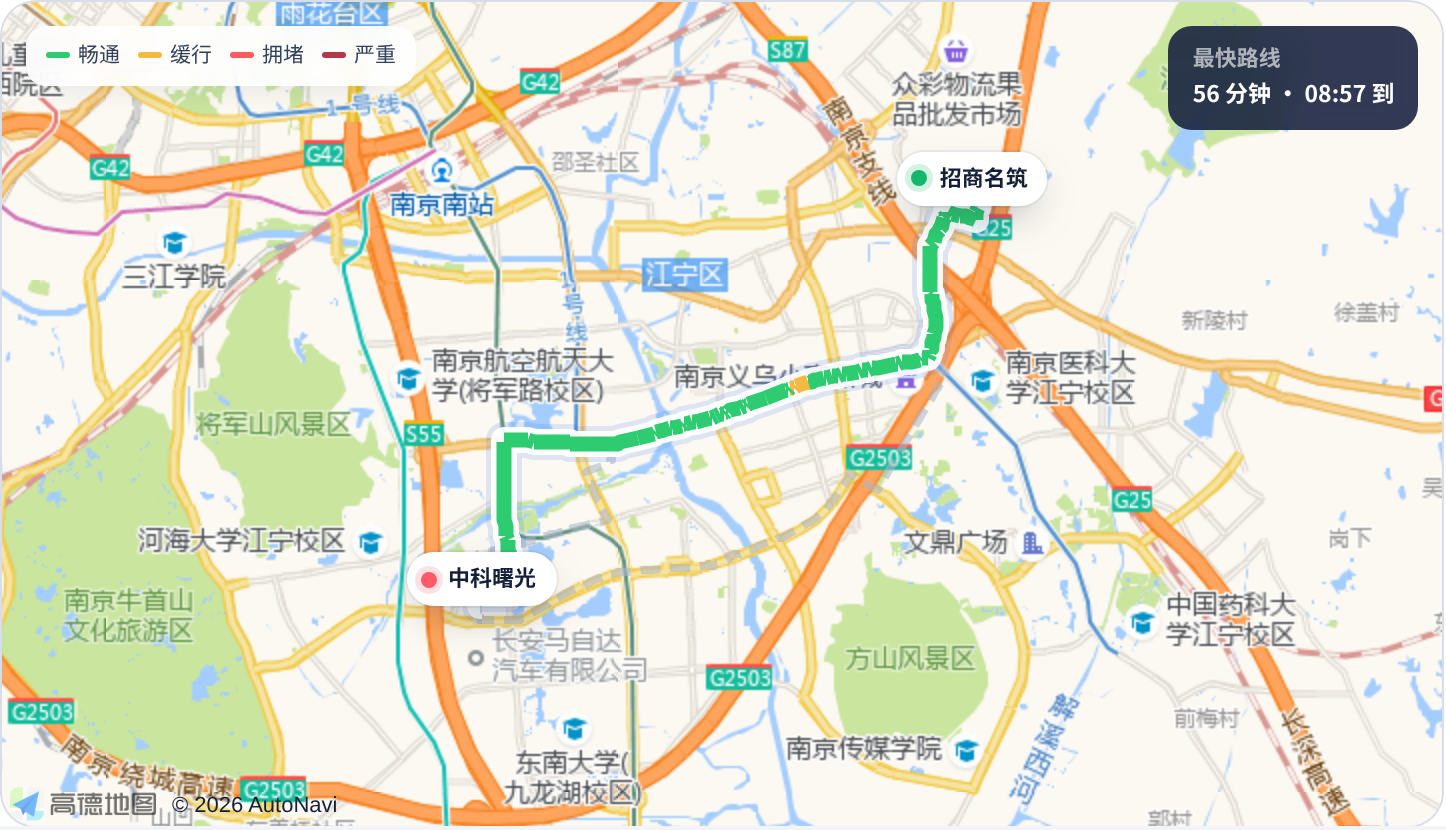 雨花台区
畅通
缓行
拥堵
严重
西院区
1号线
G42
S87
众彩物流果
品批发市场
最快路线
56 分钟 · 08:57 到
南京支线
G42
G42
邵圣社区
南京南站
招商名筑
G25
三江学院
江宁区
1号线
新陵村
徐盖村
南京航空航天大
学(将军路校区)
南京义乌小
南京医科大
学江宁校区
将军山风景区
S55
G2503
G25
河海大学江宁校区
文鼎广场
岗下
中科曙光
南京牛首山
文化旅游区
中国药科大
学江宁校区
长安马自达
汽车有限公司
方山风景区
G2503
G2503
解溪西河
前梅村
长深高速
南京绕城高速
东南大学(
九龙湖校区)
南京传媒学院
G2503
高德地图
© 2026 AutoNavi